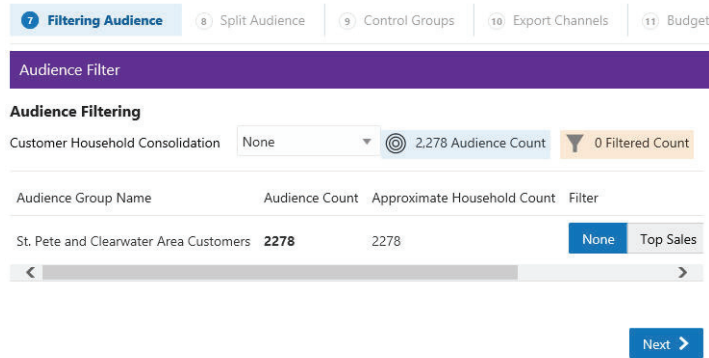 7 Filtering Audience 8 Split Audience 9 Control Groups 10 Export Channels 11 Budget
Audience Filter
Audience Filtering
Customer Household Consolidation None 2,278 Audience Count 0 Filtered Count
Audience Group Name Audience Count Approximate Household Count Filter
St. Pete and Clearwater Area Customers 2278 2278 None Top Sales
Next